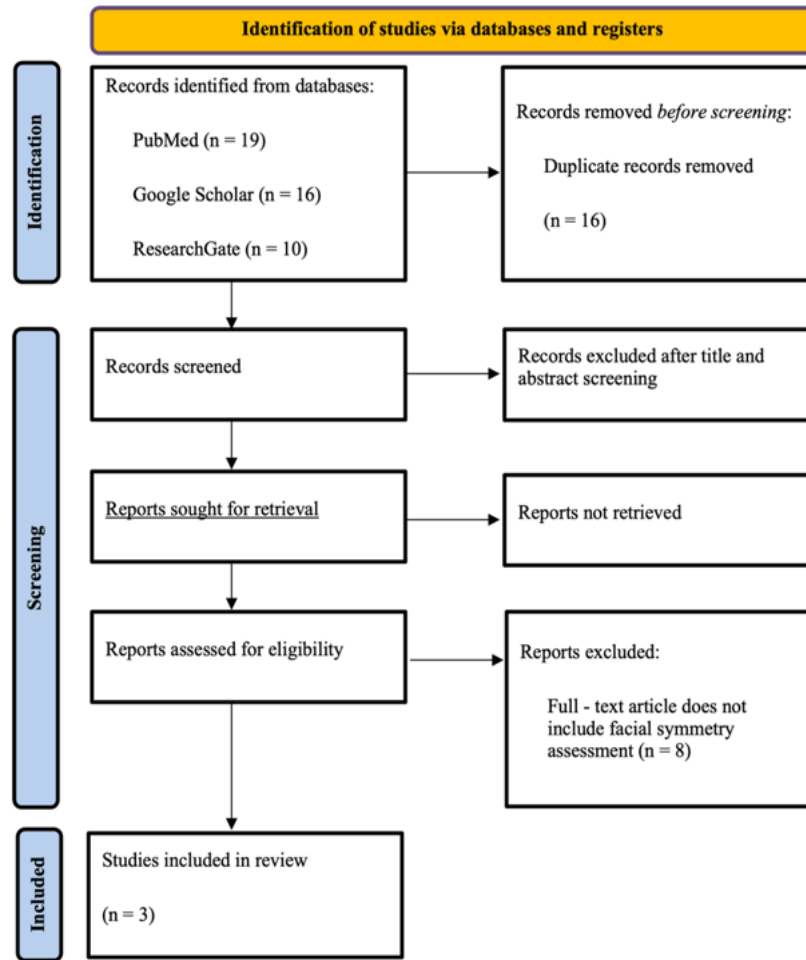 Identification of studies via databases and registers
Identification
Records identified from databases:
PubMed (n = 19)
Google Scholar (n = 16)
ResearchGate (n = 10)
Records removed before screening:
Duplicate records removed
(n = 16)
Screening
Records screened
Records excluded after title and
abstract screening
Reports sought for retrieval
Reports not retrieved
Reports assessed for eligibility
Reports excluded:
Full - text article does not
include facial symmetry
assessment (n = 8)
Included
Studies included in review
(n = 3)